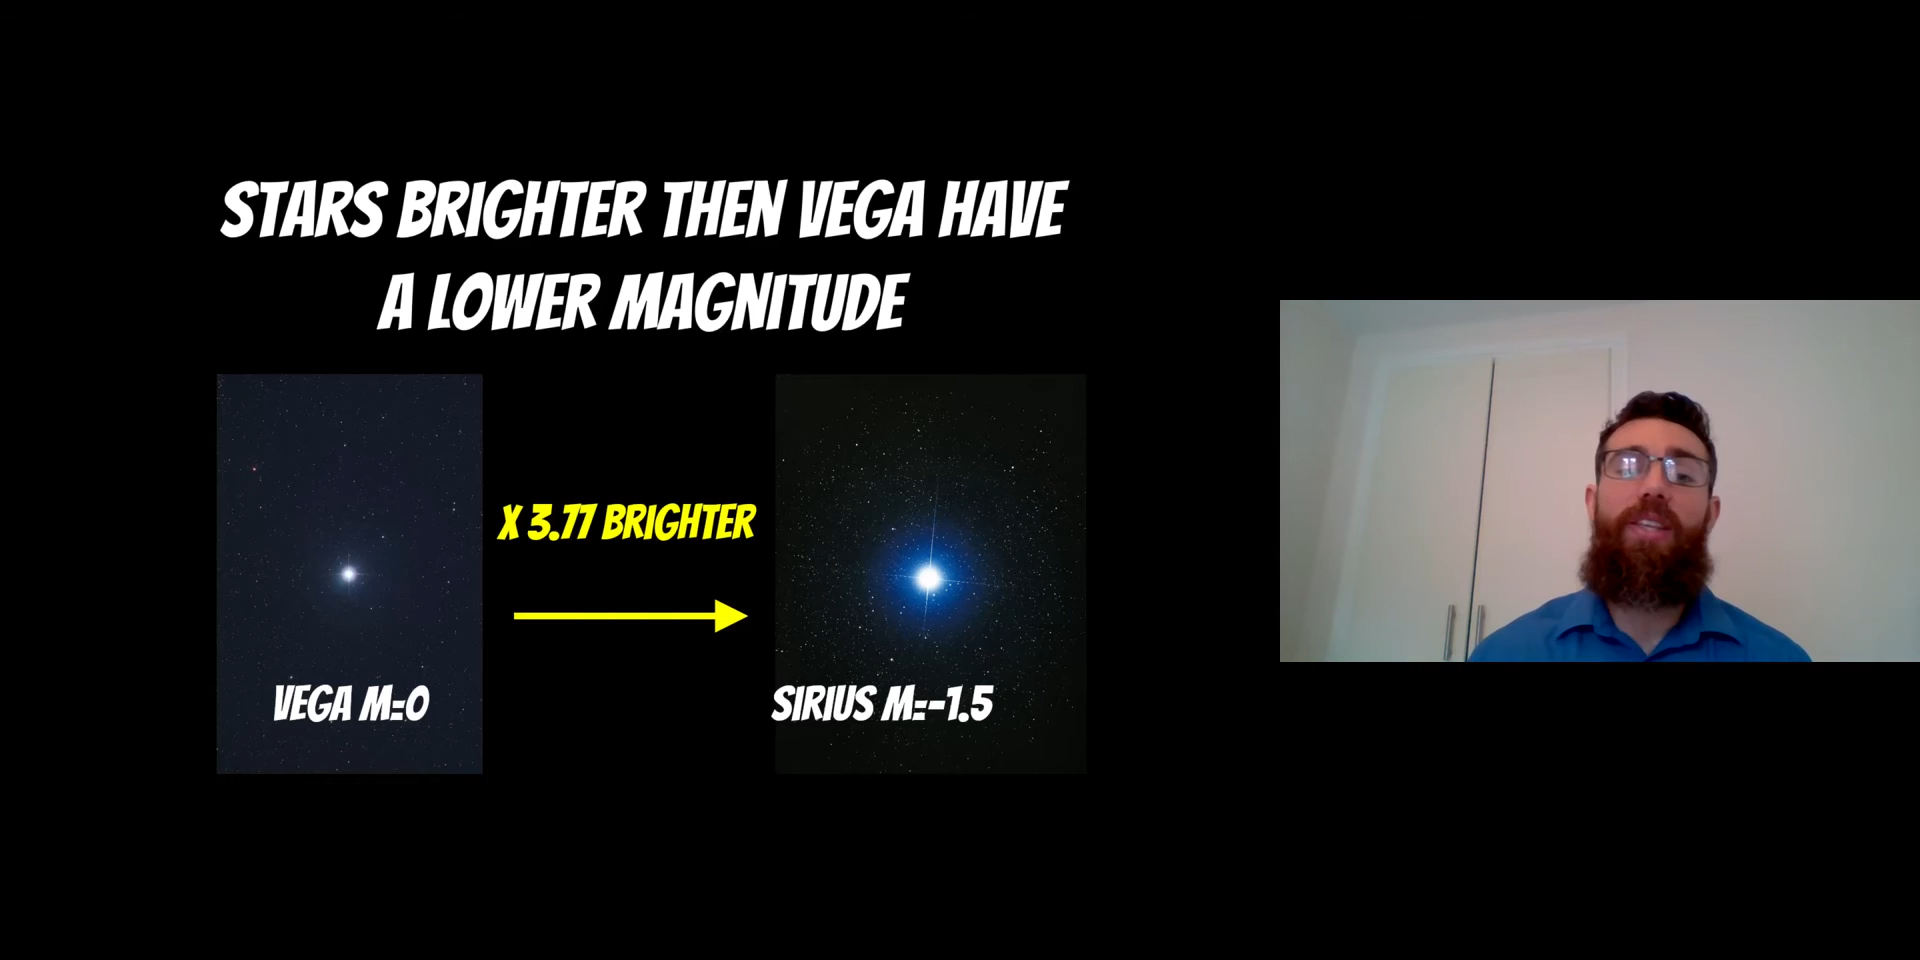 STARS BRIGHTER THEN VEGA HAVE
A LOWER MAGNITUDE
X 3.77 BRIGHTER
VEGA M=0
SIRIUS M=-1.5